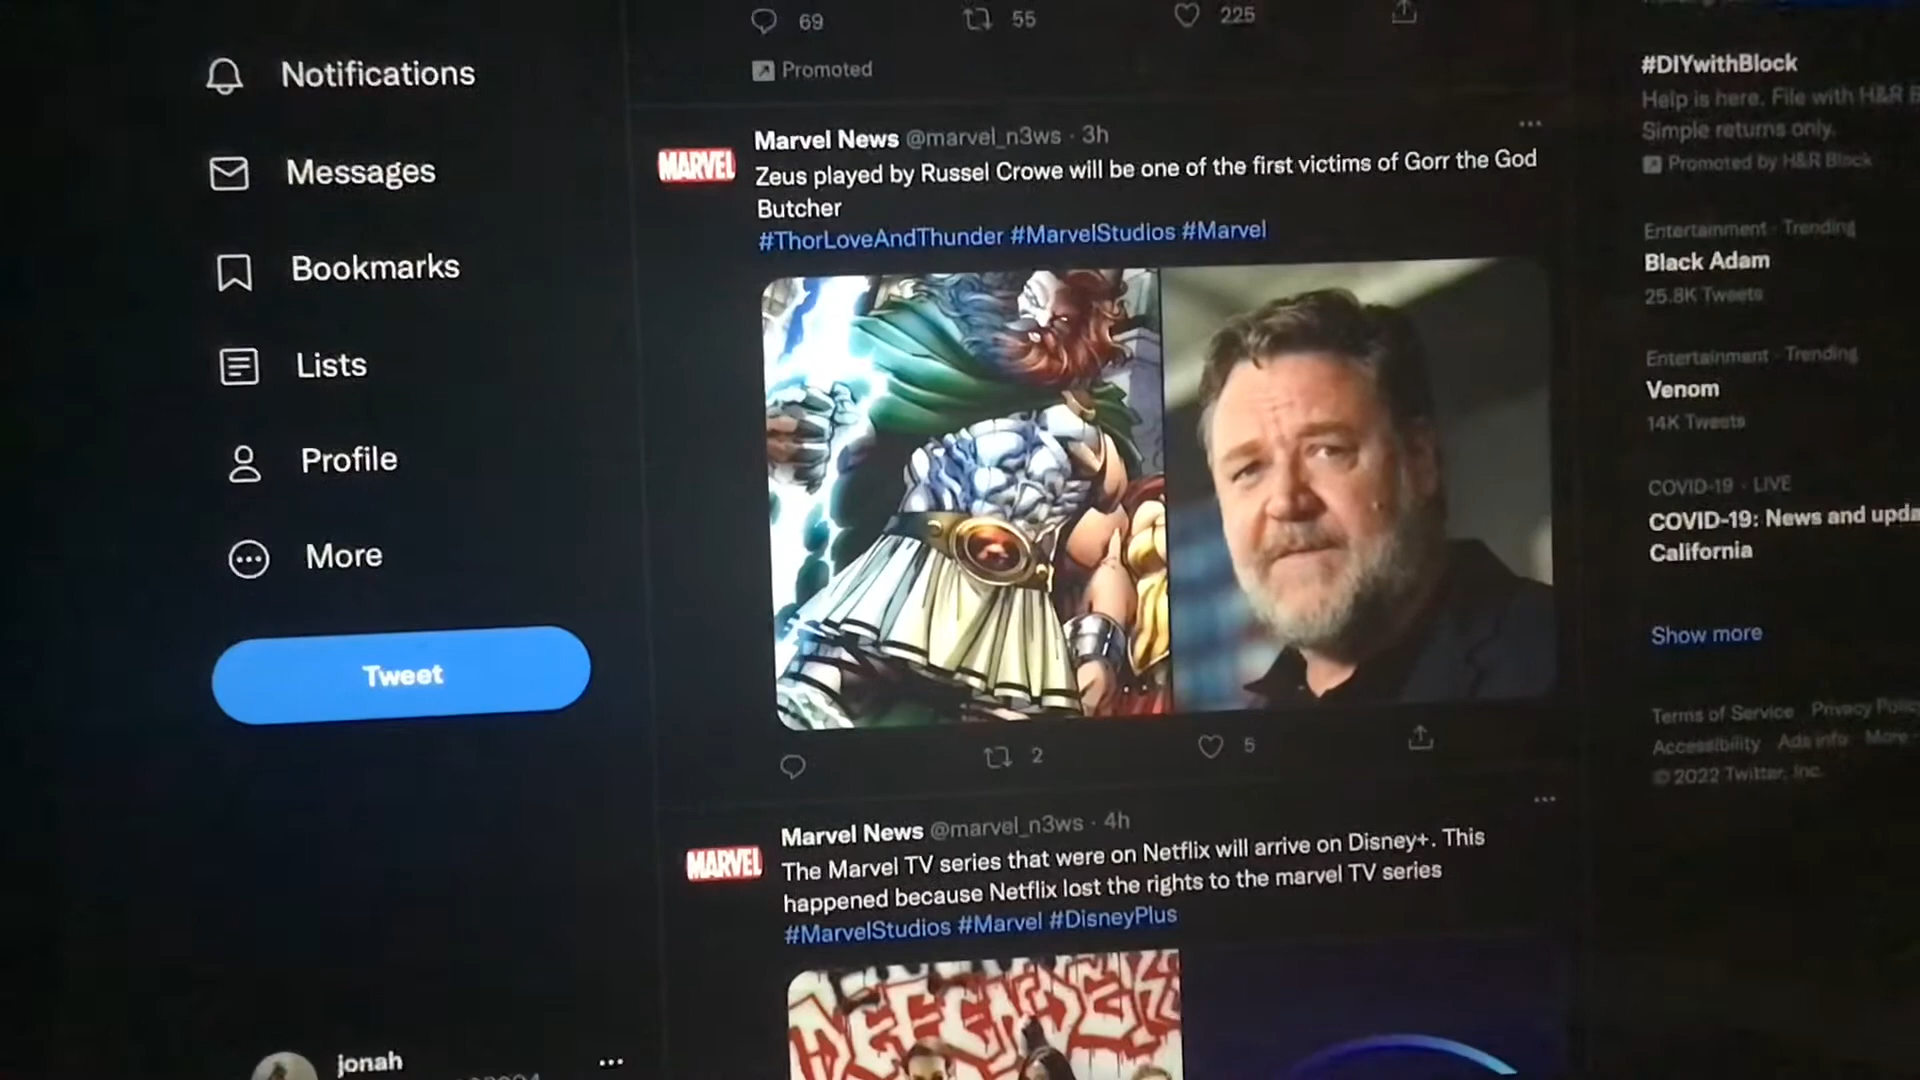 Notifications
Messages
Bookmarks
Lists
Profile
More
Tweet
jonah
69
55
225
Promoted
MARVEL
Marvel News @marvel_n3ws · 3h
Zeus played by Russel Crowe will be one of the first victims of Gorr the God
Butcher
#ThorLoveAndThunder #MarvelStudios #Marvel
2
5
MARVEL
Marvel News @marvel_n3ws · 4h
The Marvel TV series that were on Netflix will arrive on Disney+. This
happened because Netflix lost the rights to the marvel TV series
#MarvelStudios #Marvel #DisneyPlus
DEFENDERS
#DIYwithBlock
Help is here. File with H&R B
Simple returns only.
Promoted by H&R Block
Entertainment · Trending
Black Adam
25.8K Tweets
Entertainment · Trending
Venom
14K Tweets
COVID-19 · LIVE
COVID-19: News and upda
California
Show more
Terms of Service Privacy Policy
Accessibility Ads info More
© 2022 Twitter, Inc.